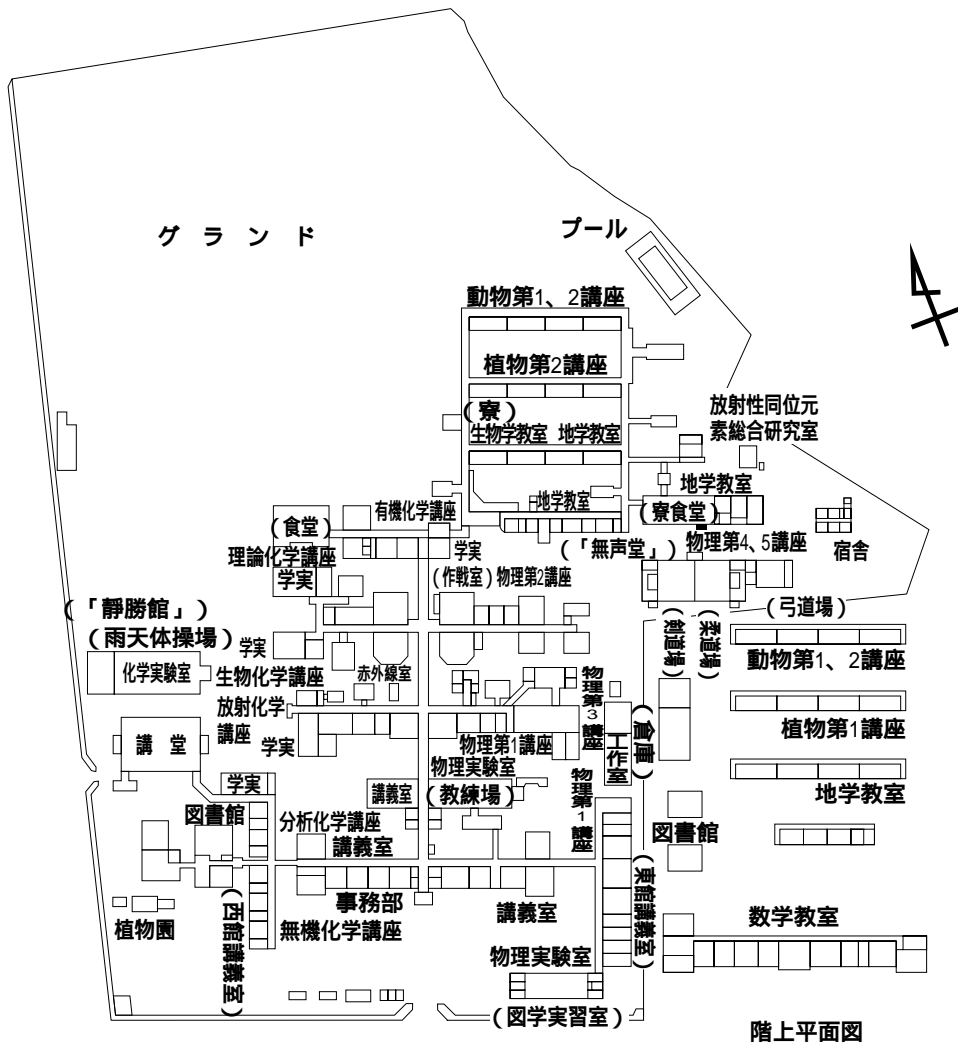 グランド
プール
動物第1、2講座
植物第2講座
(寮)
生物学教室 地学教室
放射性同位元
素総合研究室
地学教室
地学教室
(寮食堂)
有機化学講座
(食堂)
学実
(「無声堂」)
物理第4、5講座
宿舎
理論化学講座
学実
(作戦室)物理第2講座
(「靜勝館」)
(雨天体操場)
(弓道場)
(柔道場)
(剣道場)
学実
化学実験室
生物化学講座
赤外線室
動物第1、2講座
放射化学
講座
物理第3講座
植物第1講座
講堂
学実
物理第1講座
物理実験室
工作室
(倉庫)
地学教室
学実
講義室
(教練場)
物理第1講座
図書館
分析化学講座
講義室
図書館
(東館講義室)
植物園
(西館講義室)
事務部
無機化学講座
講義室
数学教室
物理実験室
(図学実習室)
階上平面図